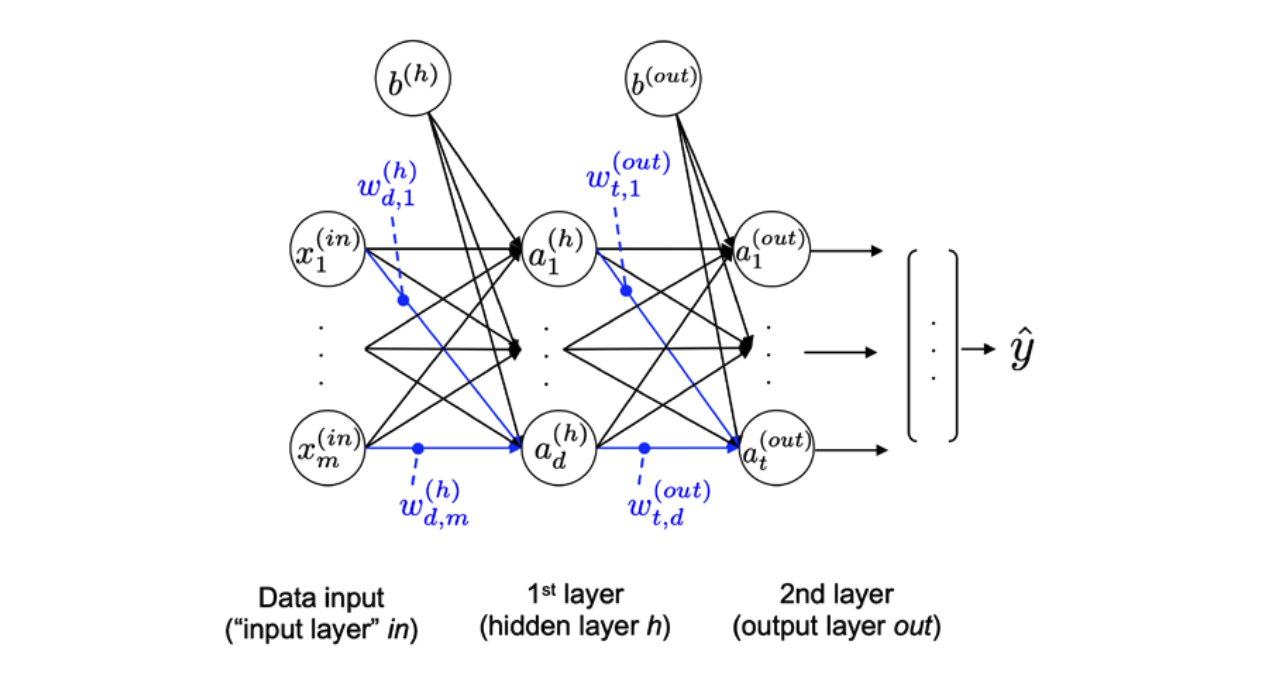 b^{(h)}
b^{(out)}
w_{d,1}^{(h)}
w_{t,1}^{(out)}
x_1^{(in)}
a_1^{(h)}
a_1^{(out)}
ŷ
x_m^{(in)}
a_d^{(h)}
a_t^{(out)}
w_{d,m}^{(h)}
w_{t,d}^{(out)}
Data input
(“input layer” in)
1st layer
(hidden layer h)
2nd layer
(output layer out)